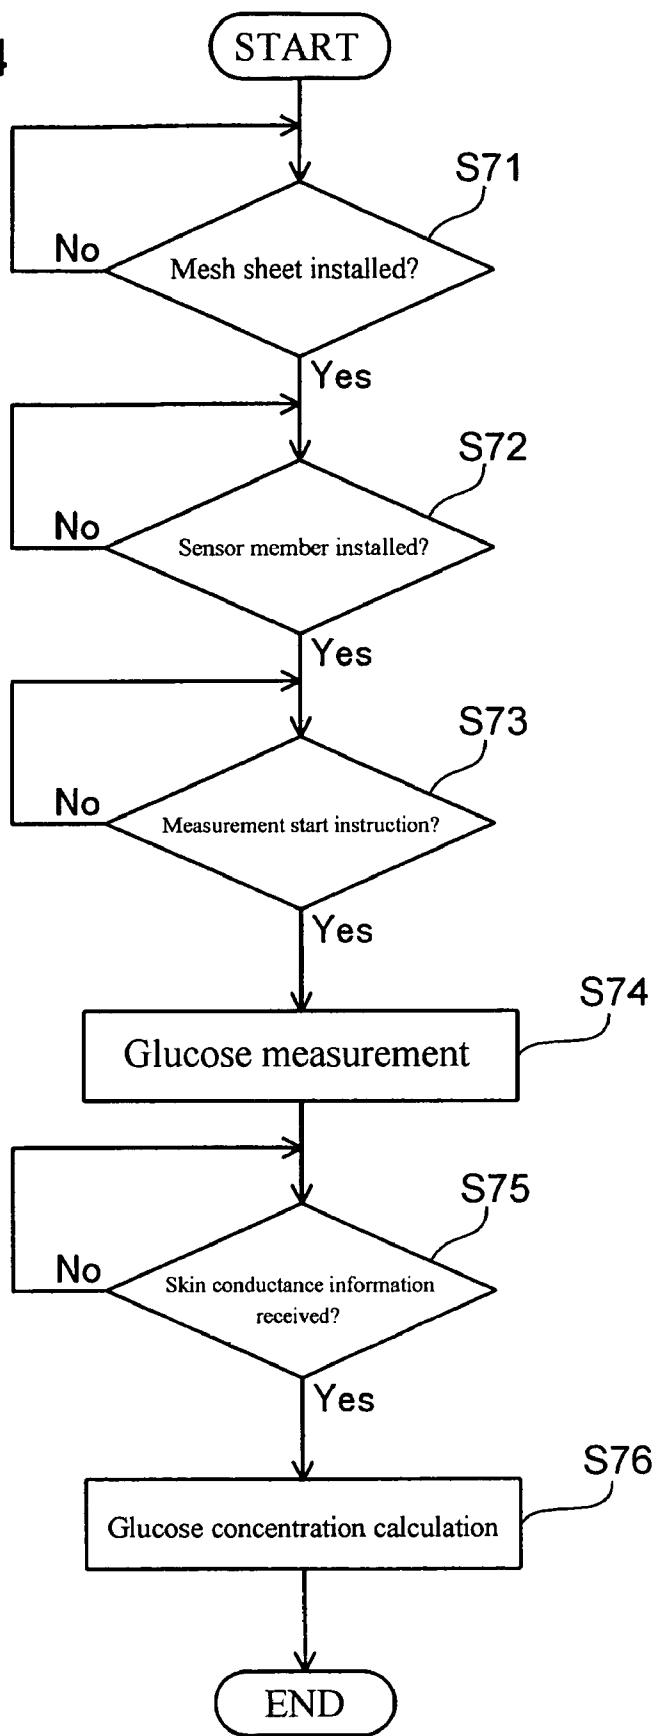 4
START
S71
No
Mesh sheet installed?
Yes
S72
No
Sensor member installed?
Yes
S73
No
Measurement start instruction?
Yes
S74
Glucose measurement
S75
No
Skin conductance information
received?
Yes
S76
Glucose concentration calculation
END